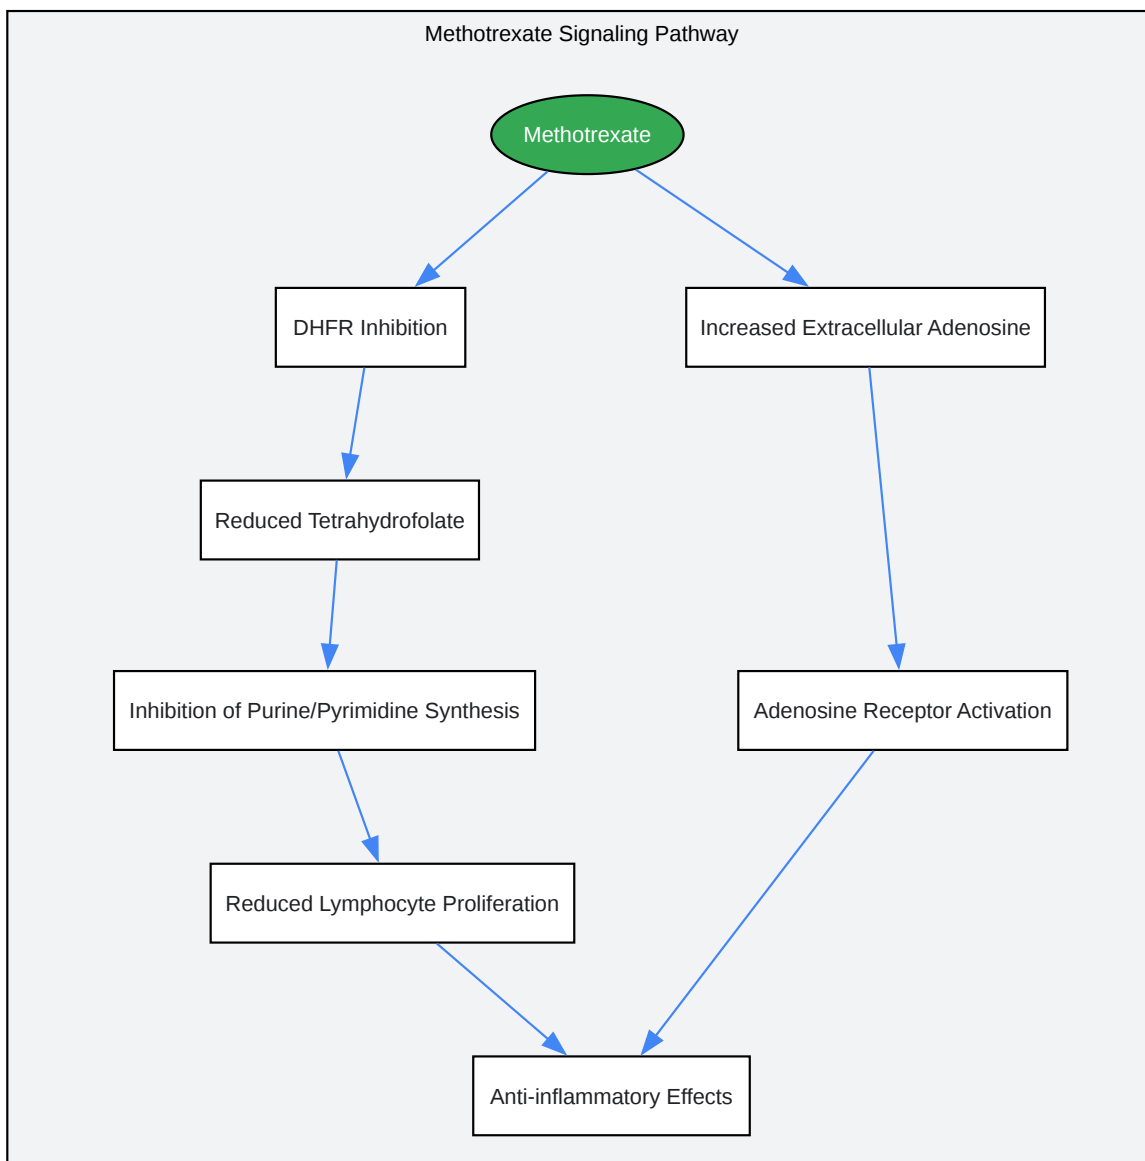 Methotrexate Signaling Pathway
Methotrexate
DHFR Inhibition
Increased Extracellular Adenosine
Reduced Tetrahydrofolate
Inhibition of Purine/Pyrimidine Synthesis
Adenosine Receptor Activation
Reduced Lymphocyte Proliferation
Anti-inflammatory Effects